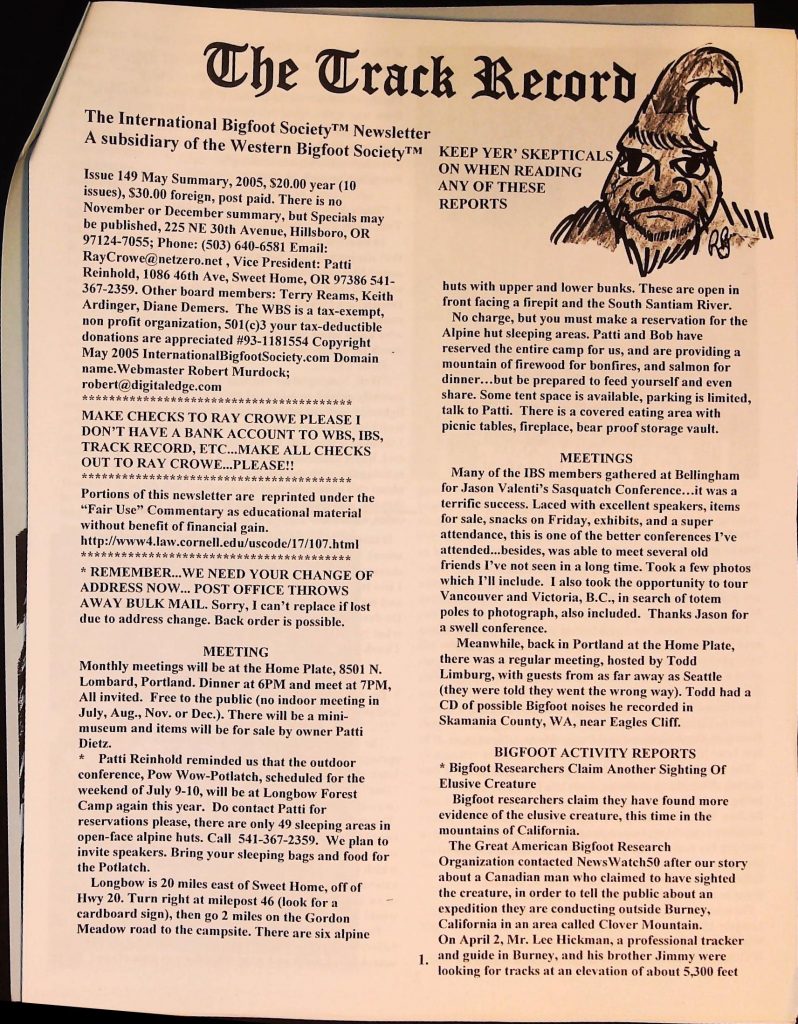 The Track Record
The International Bigfoot Society™ Newsletter
A subsidiary of the Western Bigfoot Society™
KEEP YER' SKEPTICALS
ON WHEN READING
ANY OF THESE
REPORTS
Issue 149 May Summary, 2005, $20.00 year (10
issues), $30.00 foreign, post paid. There is no
November or December summary, but Specials may
be published, 225 NE 30th Avenue, Hillsboro, OR
97124-7055; Phone: (503) 640-6581 Email:
RayCrowe@netzero.net , Vice President: Patti
Reinhold, 1086 46th Ave, Sweet Home, OR 97386 541-
367-2359. Other board members: Terry Reams, Keith
Ardinger, Diane Demers. The WBS is a tax-exempt,
non profit organization, 501(c)3 your tax-deductible
donations are appreciated #93-1181554 Copyright
May 2005 InternationalBigfootSociety.com Domain
name.Webmaster Robert Murdock;
robert@digitaledge.com
****************************************
MAKE CHECKS TO RAY CROWE PLEASE I
DON'T HAVE A BANK ACCOUNT TO WBS, IBS,
TRACK RECORD, ETC...MAKE ALL CHECKS
OUT TO RAY CROWE...PLEASE!!
****************************************
Portions of this newsletter are reprinted under the
“Fair Use” Commentary as educational material
without benefit of financial gain.
http://www4.law.cornell.edu/uscode/17/107.html
****************************************
* REMEMBER...WE NEED YOUR CHANGE OF
ADDRESS NOW... POST OFFICE THROWS
AWAY BULK MAIL. Sorry, I can't replace if lost
due to address change. Back order is possible.
MEETING
Monthly meetings will be at the Home Plate, 8501 N.
Lombard, Portland. Dinner at 6PM and meet at 7PM,
All invited. Free to the public (no indoor meeting in
July, Aug., Nov. or Dec.). There will be a mini-
museum and items will be for sale by owner Patti
Dietz.
* Patti Reinhold reminded us that the outdoor
conference, Pow Wow-Potlatch, scheduled for the
weekend of July 9-10, will be at Longbow Forest
Camp again this year. Do contact Patti for
reservations please, there are only 49 sleeping areas in
open-face alpine huts. Call 541-367-2359. We plan to
invite speakers. Bring your sleeping bags and food for
the Potlatch.
Longbow is 20 miles east of Sweet Home, off of
Hwy 20. Turn right at milepost 46 (look for a
cardboard sign), then go 2 miles on the Gordon
Meadow road to the campsite. There are six alpine
huts with upper and lower bunks. These are open in
front facing a firepit and the South Santiam River.
No charge, but you must make a reservation for the
Alpine hut sleeping areas. Patti and Bob have
reserved the entire camp for us, and are providing a
mountain of firewood for bonfires, and salmon for
dinner…but be prepared to feed yourself and even
share. Some tent space is available, parking is limited,
talk to Patti. There is a covered eating area with
picnic tables, fireplace, bear proof storage vault.
MEETINGS
Many of the IBS members gathered at Bellingham
for Jason Valenti's Sasquatch Conference…it was a
terrific success. Laced with excellent speakers, items
for sale, snacks on Friday, exhibits, and a super
attendance, this is one of the better conferences I've
attended...besides, was able to meet several old
friends I've not seen in a long time. Took a few photos
which I'll include. I also took the opportunity to tour
Vancouver and Victoria, B.C., in search of totem
poles to photograph, also included. Thanks Jason for
a swell conference.
Meanwhile, back in Portland at the Home Plate,
there was a regular meeting, hosted by Todd
Limburg, with guests from as far away as Seattle
(they were told they went the wrong way). Todd had a
CD of possible Bigfoot noises he recorded in
Skamania County, WA, near Eagles Cliff.
BIGFOOT ACTIVITY REPORTS
* Bigfoot Researchers Claim Another Sighting Of
Elusive Creature
Bigfoot researchers claim they have found more
evidence of the elusive creature, this time in the
mountains of California.
The Great American Bigfoot Research
Organization contacted NewsWatch50 after our story
about a Canadian man who claimed to have sighted
the creature, in order to tell the public about an
expedition they are conducting outside Burney,
California in an area called Clover Mountain.
On April 2, Mr. Lee Hickman, a professional tracker
and guide in Burney, and his brother Jimmy were
looking for tracks at an elevation of about 5,300 feet
1.